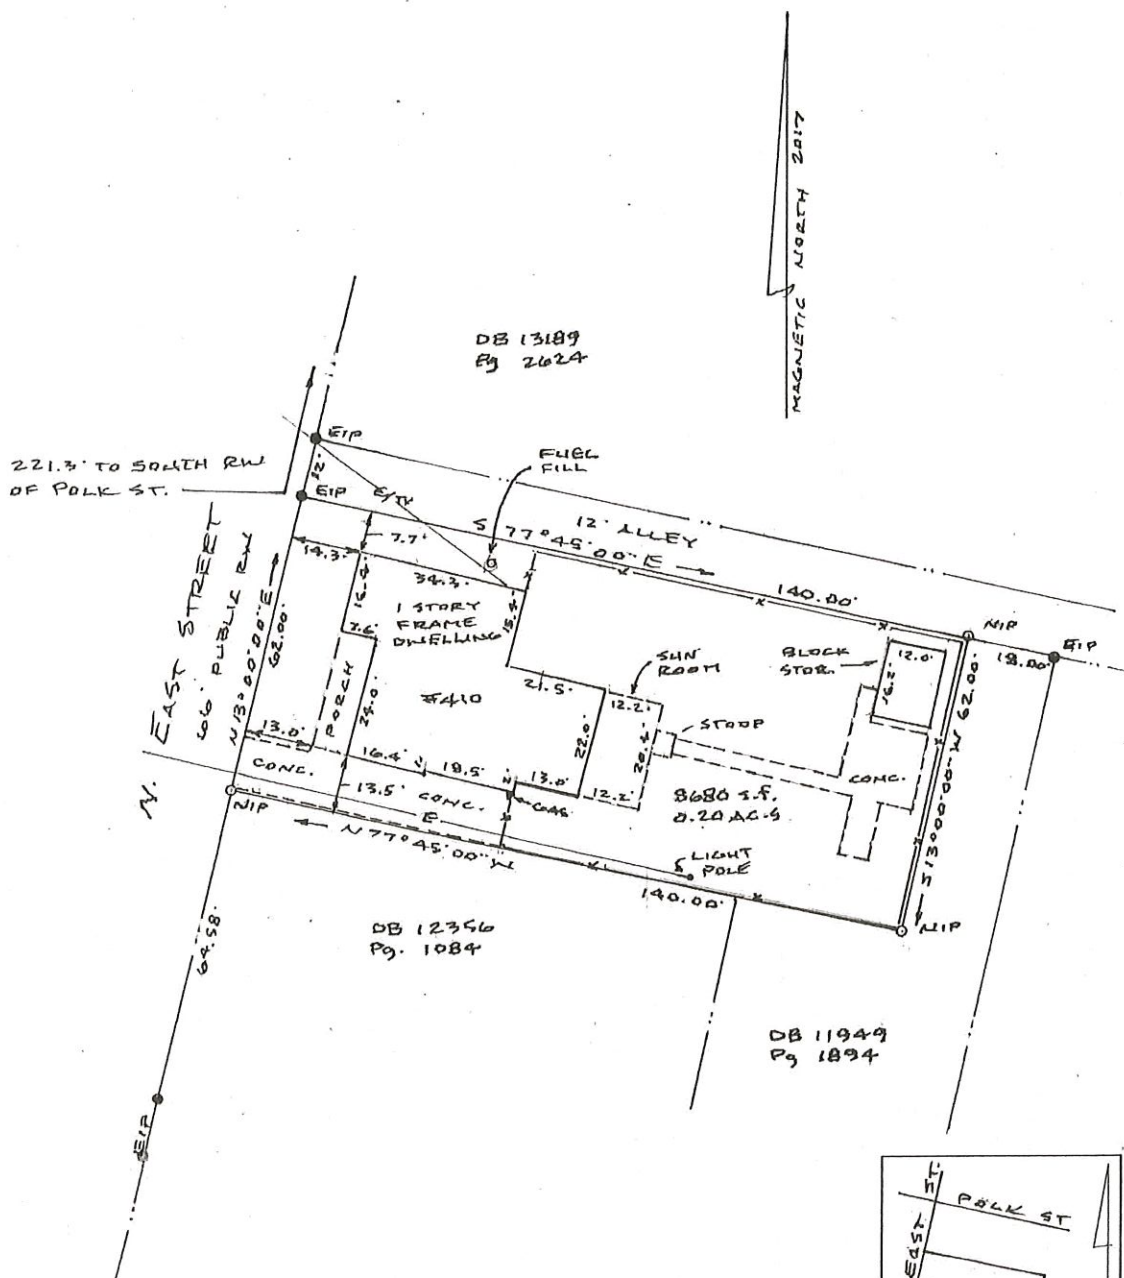 MAGNETIC NORTH 2017
DB 13189
Pg 2624
221.3' TO SOUTH RW
OF POLK ST.
EIP
12'
EIP
E/TV
FUEL
FILL
12' ALLEY
S 77°45'00" E
140.00'
NIP
EIP
18.00'
14.3'
7.7'
34.3'
15.4'
1 STORY
FRAME
DWELLING
7.6'
PORCH
24.0'
#410
21.5'
SUN
ROOM
BLOCK
STOR.
12.0'
16.2'
12.2'
STOOP
22.0'
20.4'
N. EAST STREET
66' PUBLIC RW
N 13°00'00" E
62.00'
13.0'
CONC.
16.4'
18.5'
13.0'
12.2'
13.5'
CONC.
GAS
E
8680 S.F.
0.20 AC-S
CONC.
S 13°00'00" W 62.00'
NIP
N 77°45'00" W
LIGHT
POLE
140.00'
NIP
DB 12356
Pg. 1084
64.58'
DB 11949
Pg 1894
EIP
POLK ST
EAST ST.